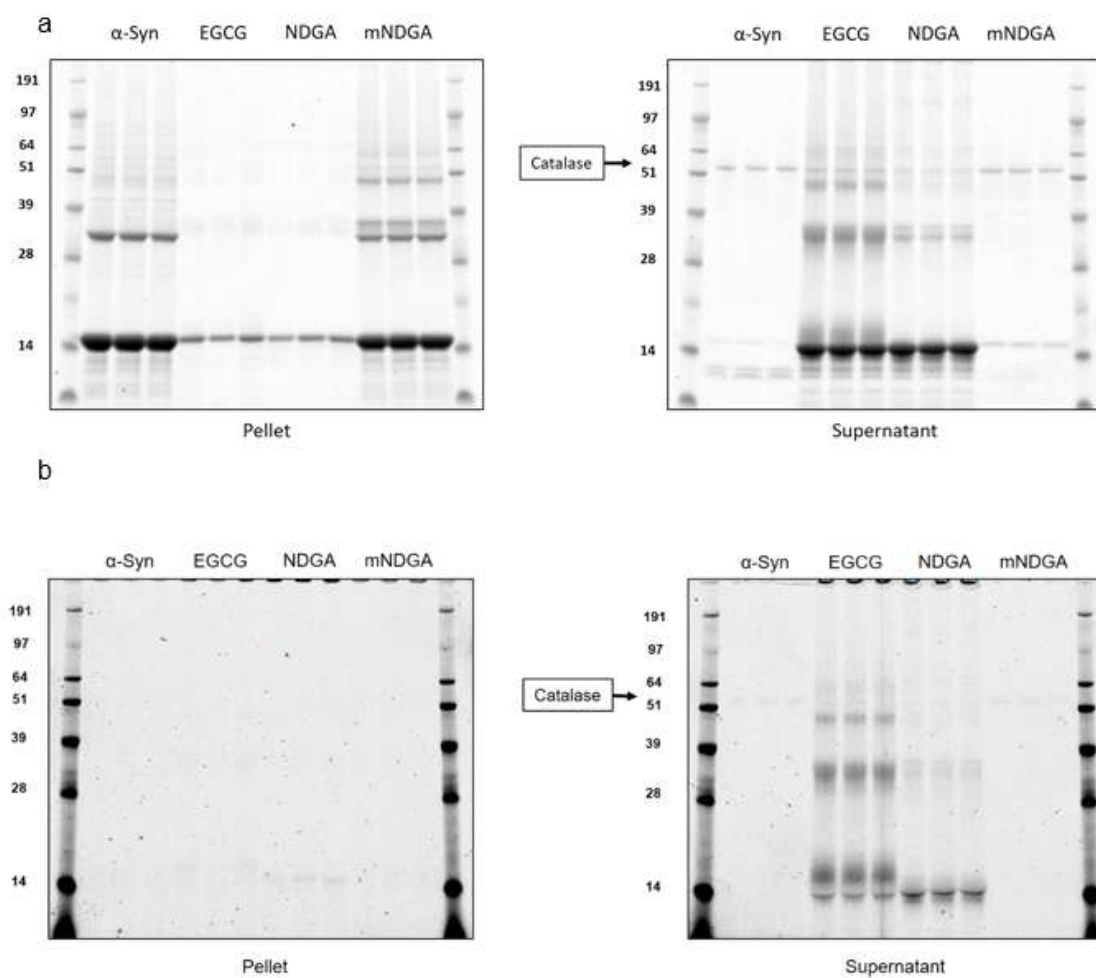 a
α-Syn EGCG NDGA mNDGA
191
97
64
51
39
28
14
Pellet
α-Syn EGCG NDGA mNDGA
191
97
64
Catalase
51
39
28
14
Supernatant
b
α-Syn EGCG NDGA mNDGA
191
97
64
51
39
28
14
Pellet
α-Syn EGCG NDGA mNDGA
191
97
64
Catalase
51
39
28
14
Supernatant